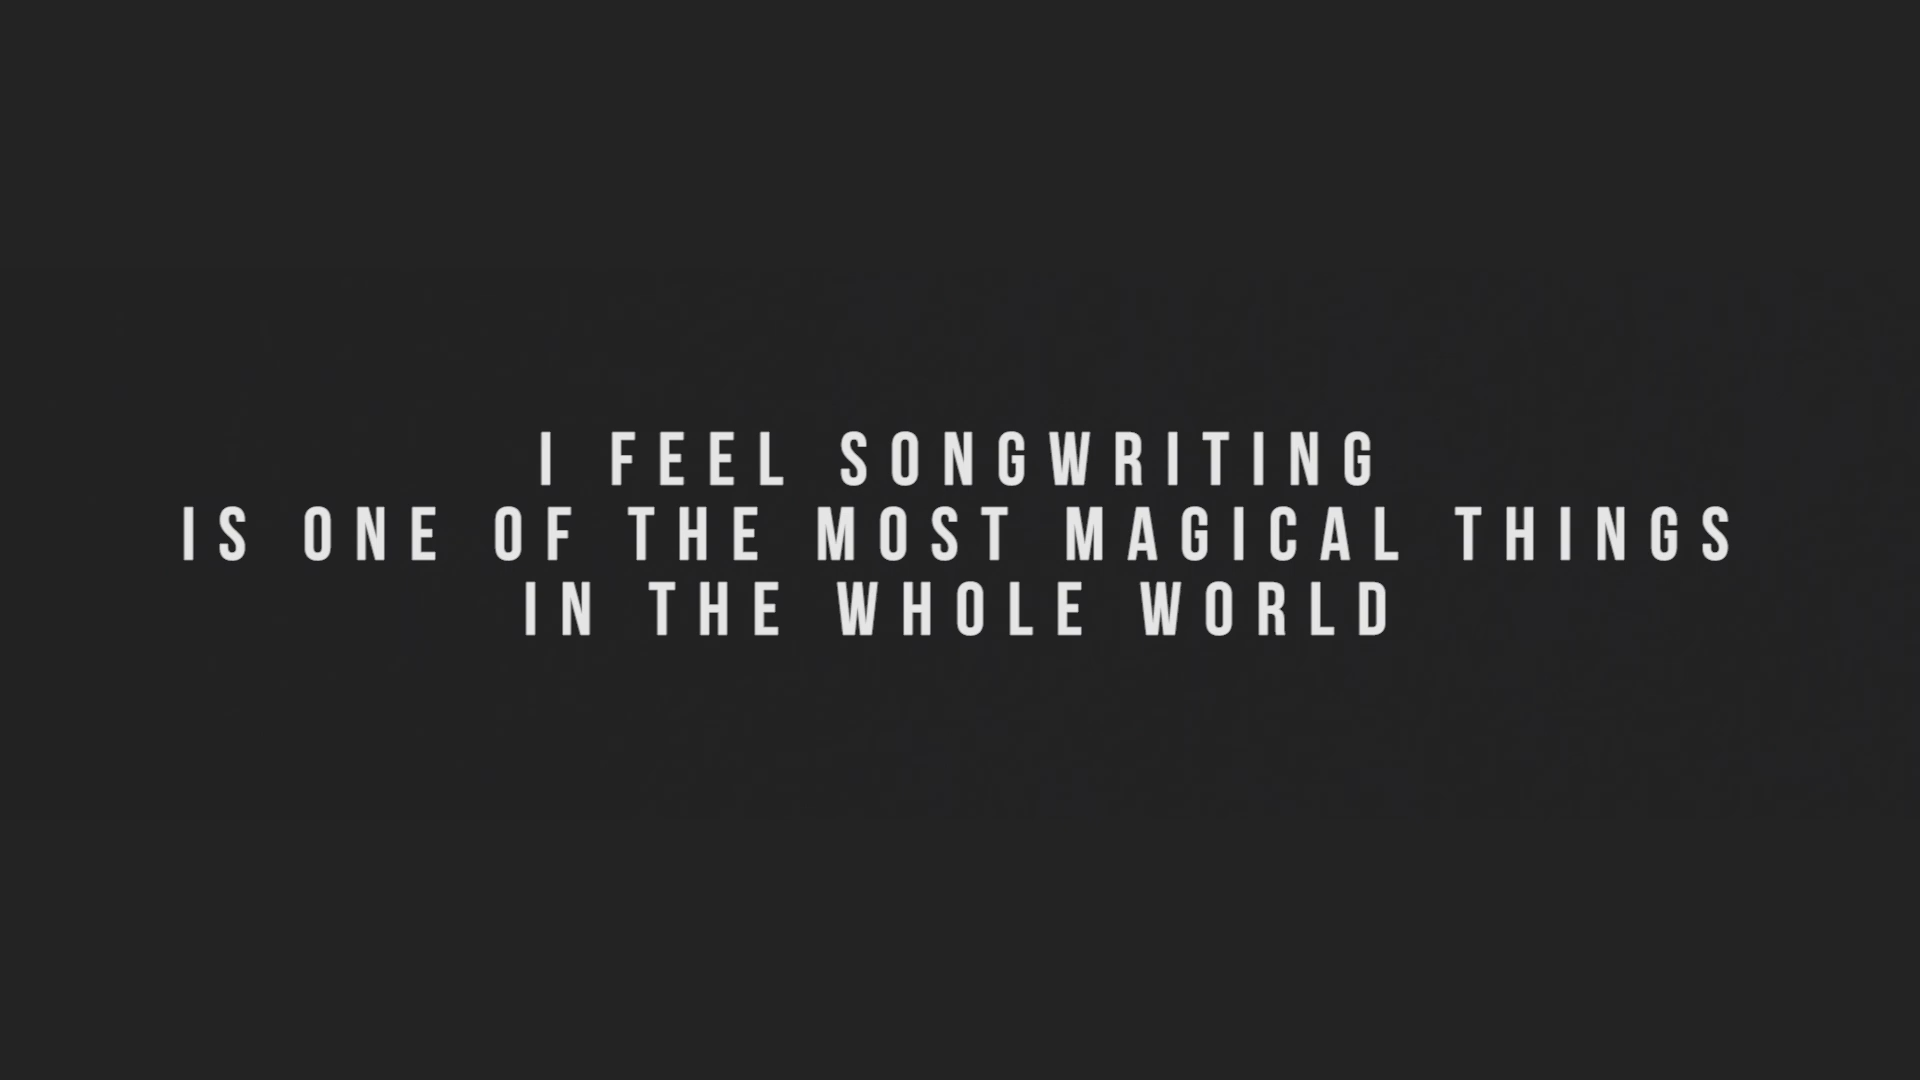 I FEEL SONGWRITING
IS ONE OF THE MOST MAGICAL THINGS
IN THE WHOLE WORLD